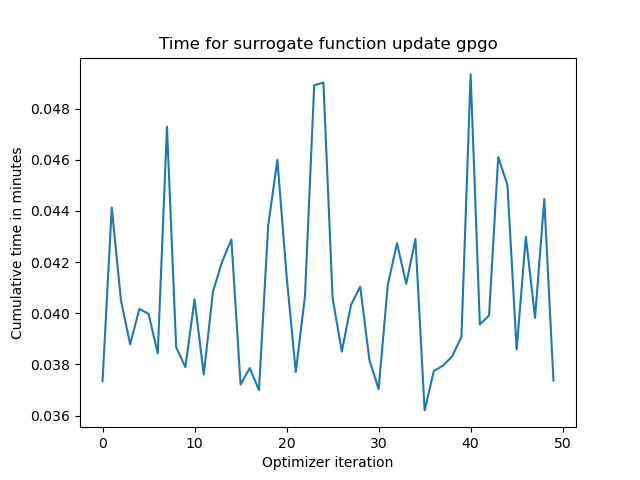 Time for surrogate function update gpgo
Cumulative time in minutes
0.048
0.046
0.044
0.042
0.040
0.038
0.036
0 10 20 30 40 50
Optimizer iteration